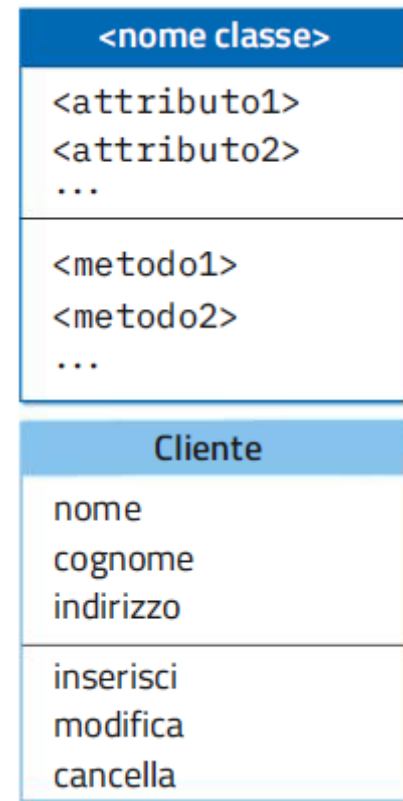 <nome classe>
<attributo1>
<attributo2>
...
<metodo1>
<metodo2>
...
Cliente
nome
cognome
indirizzo
inserisci
modifica
cancella